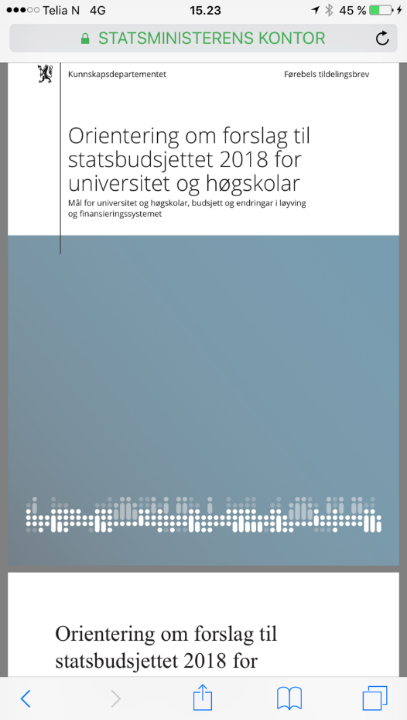 Telia N 4G 15.23 45 %
STATSMINISTERENS KONTOR
Kunnskapsdepartementet Førebels tildelingsbrev
Orientering om forslag til
statsbudsjettet 2018 for
universitet og høgskolar
Mål for universitet og høgskolar, budsjett og endringar i løyving
og finansieringssystemet
Orientering om forslag til
statsbudsjettet 2018 for